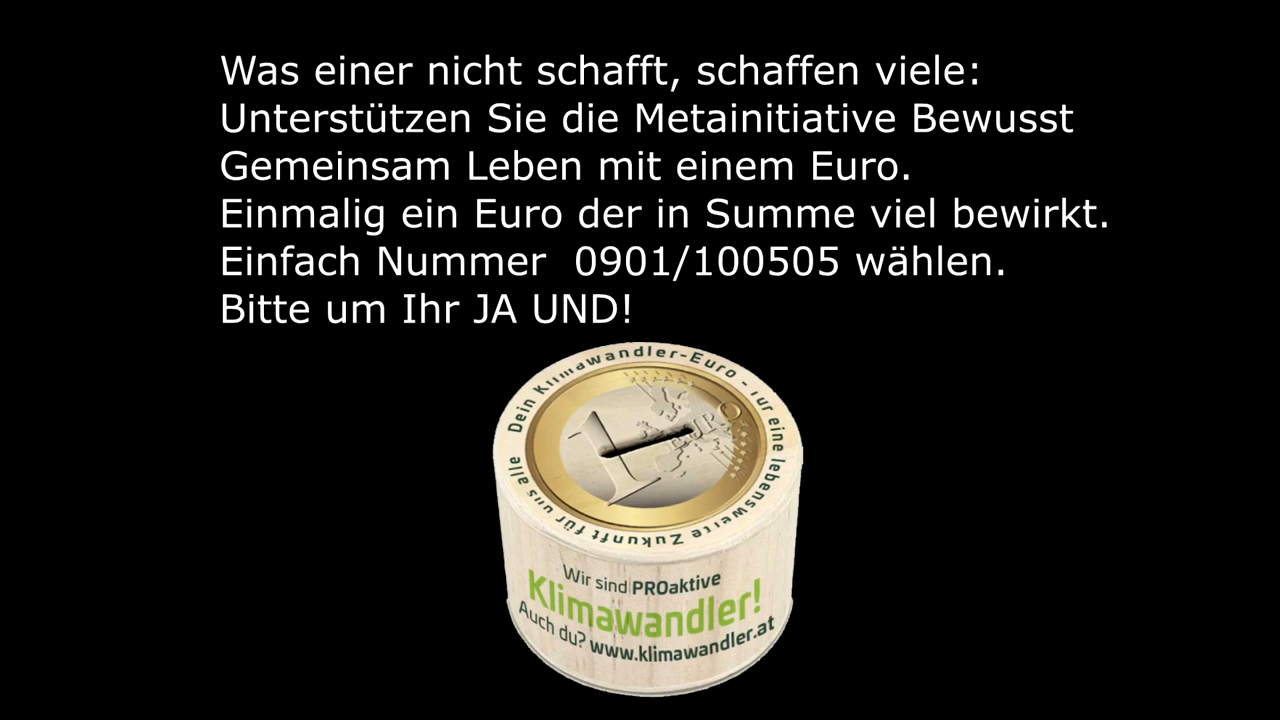 Was einer nicht schafft, schaffen viele:
Unterstützen Sie die Metainitiative Bewusst
Gemeinsam Leben mit einem Euro.
Einmalig ein Euro der in Summe viel bewirkt.
Einfach Nummer  0901/100505 wählen.
Bitte um Ihr JA UND!
Dein Klimawandler-Euro - für eine lebenswerte Zukunft für uns alle
1 EURO
Wir sind PROaktive
Klimawandler!
Auch du? www.klimawandler.at